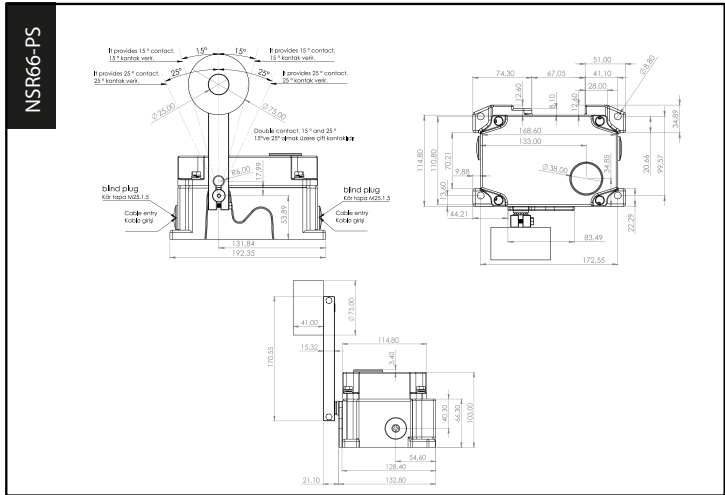 NSR66-PS
It provides 15 ° contact.
15 ° kontak verir.
15°
15°
It provides 15 ° contact.
15 ° kontak verir.
It provides 25 ° contact.
25 ° kontak verir.
25°
25°
It provides 25 ° contact.
25 ° kontak verir.
Ø25,00
Ø75,00
Double contact, 15 ° and 25 °
15°ve 25° olmak üzere çift kontaklıdır
R6,00
17,99
53,89
blind plug
Kör tapa M25.1.5
Cable entry
Kablo girişi
blind plug
Kör tapa M25.1.5
Cable entry
Kablo girişi
131,84
192,35
51,00
74,30
67,05
41,10
28,00
Ø8,80
12,60
8,10
12,60
34,89
168,60
133,00
114,80
110,80
70,21
9,88
13,60
Ø38,00
34,85
20,66
99,57
22,29
44,21
83,49
172,55
41,00
Ø75,00
170,55
15,32
114,80
3,40
40,30
66,30
103,00
54,60
128,40
21,10
132,80